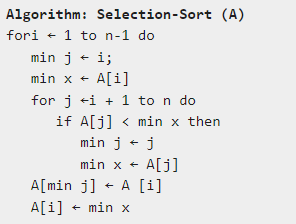 Algorithm: Selection-Sort (A)
fori ← 1 to n-1 do
min j ← i;
min x ← A[i]
for j ←i + 1 to n do
if A[j] < min x then
min j ← j
min x ← A[j]
A[min j] ← A [i]
A[i] ← min x